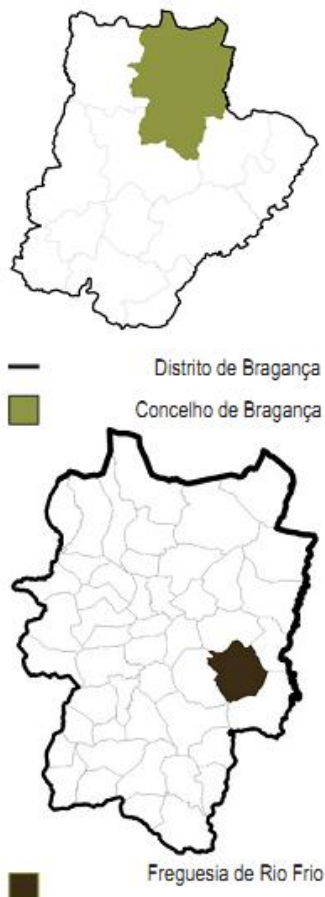 Distrito de Bragança
Concelho de Bragança
Freguesia de Rio Frio